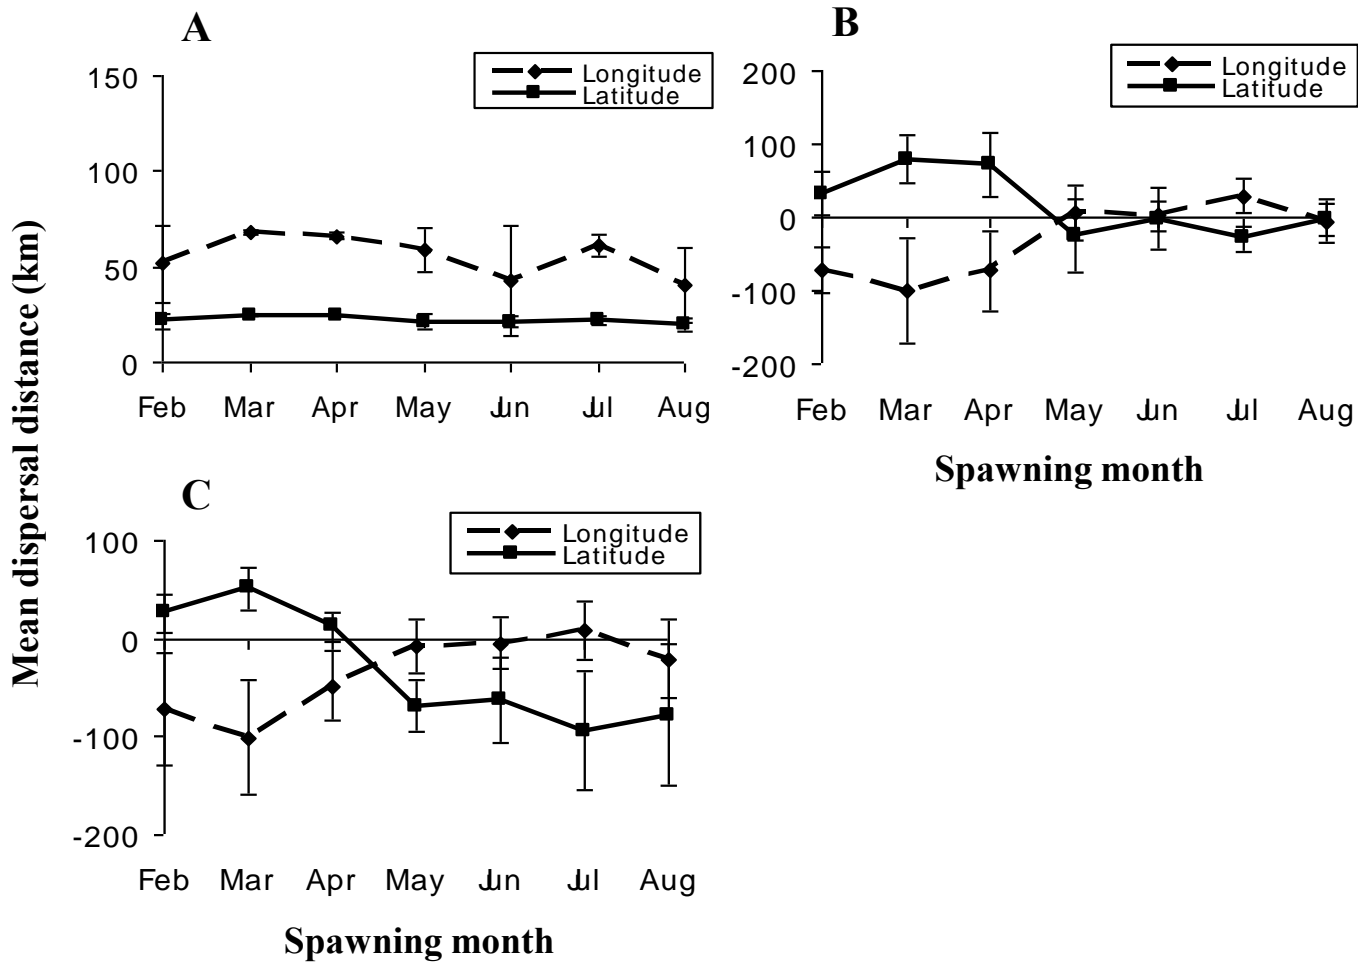 A
Longitude
Latitude
150
100
50
0
Feb Mar Apr May Jun Jul Aug
B
Longitude
Latitude
200
100
0
-100
-200
Feb Mar Apr May Jun Jul Aug
Spawning month
Mean dispersal distance (km)
C
Longitude
Latitude
100
0
-100
-200
Feb Mar Apr May Jun Jul Aug
Spawning month